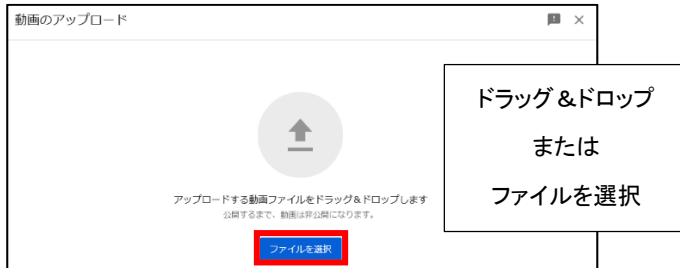 動画のアップロード
アップロードする動画ファイルをドラッグ&ドロップします
公開するまで、動画は非公開になります。
ファイルを選択
ドラッグ&ドロップ
または
ファイルを選択